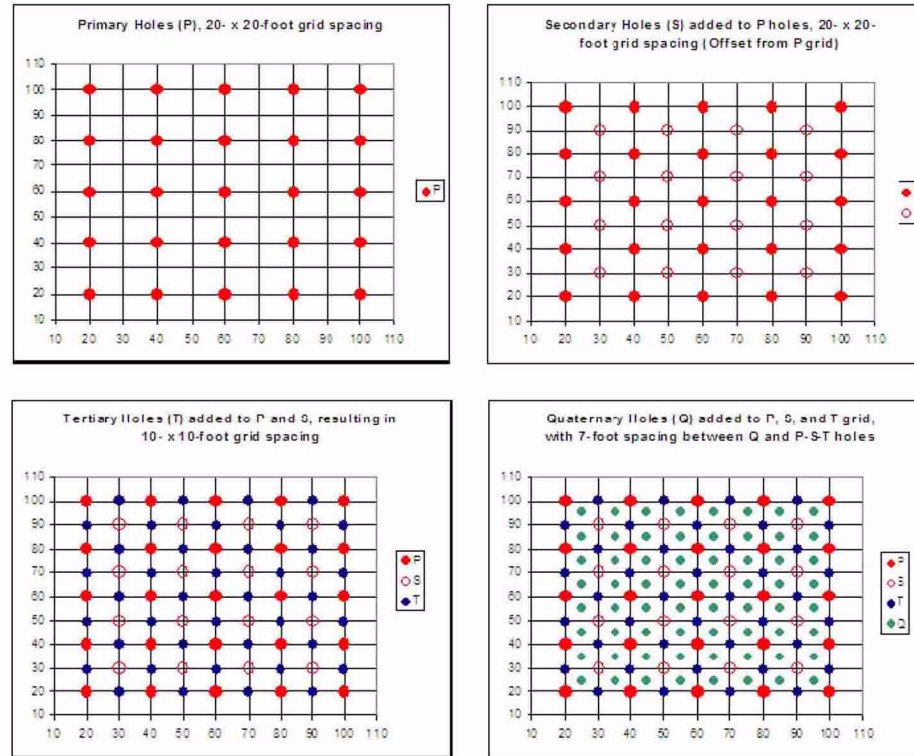 Primary Holes (P), 20- x 20-foot grid spacing
110
100
90
80
70
60
50
40
30
20
10
10 20 30 40 50 60 70 80 90 100 110
P
Secondary Holes (S) added to P holes, 20- x 20-
foot grid spacing (Offset from P grid)
110
100
90
80
70
60
50
40
30
20
10
10 20 30 40 50 60 70 80 90 100 110
Tertiary Holes (T) added to P and S, resulting in
10- x 10-foot grid spacing
110
100
90
80
70
60
50
40
30
20
10
10 20 30 40 50 60 70 80 90 100 110
P
S
T
Quaternary Holes (Q) added to P, S, and T grid,
with 7-foot spacing between Q and P-S-T holes
110
100
90
80
70
60
50
40
30
20
10
10 20 30 40 50 60 70 80 90 100 110
P
S
T
Q